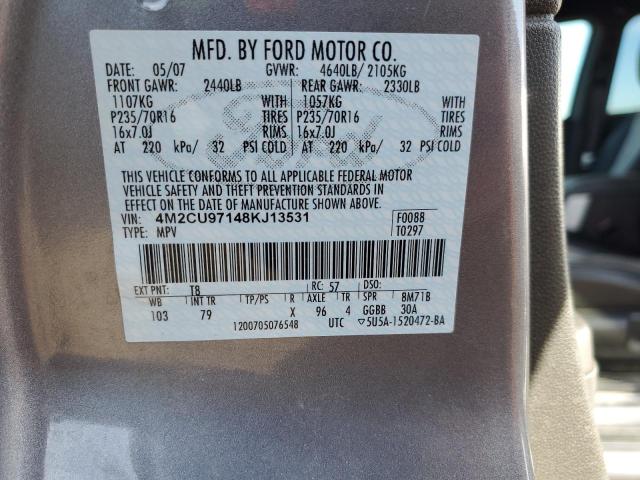 MFD. BY FORD MOTOR CO.
DATE: 05/07 GVWR: 4640LB/ 2105KG
FRONT GAWR: 2440LB REAR GAWR: 2330LB
1107KG WITH 1057KG WITH
P235/70R16 TIRES P235/70R16 TIRES
16x7.0J RIMS 16x7.0J RIMS
AT 220 kPa/ 32 PSI COLD AT 220 kPa/ 32 PSI COLD
Ford
THIS VEHICLE CONFORMS TO ALL APPLICABLE FEDERAL MOTOR
VEHICLE SAFETY AND THEFT PREVENTION STANDARDS IN
EFFECT ON THE DATE OF MANUFACTURE SHOWN ABOVE.
VIN: 4M2CU97148KJ13531 F0088
TYPE: MPV T0297
EXT PNT: T8 RC: 57 DSO:
WB INT TR TP/PS R AXLE TR SPR 8M71B
103 79 X 96 4 GGBB 30A
1200705076548 UTC ▽5U5A-1520472-BA